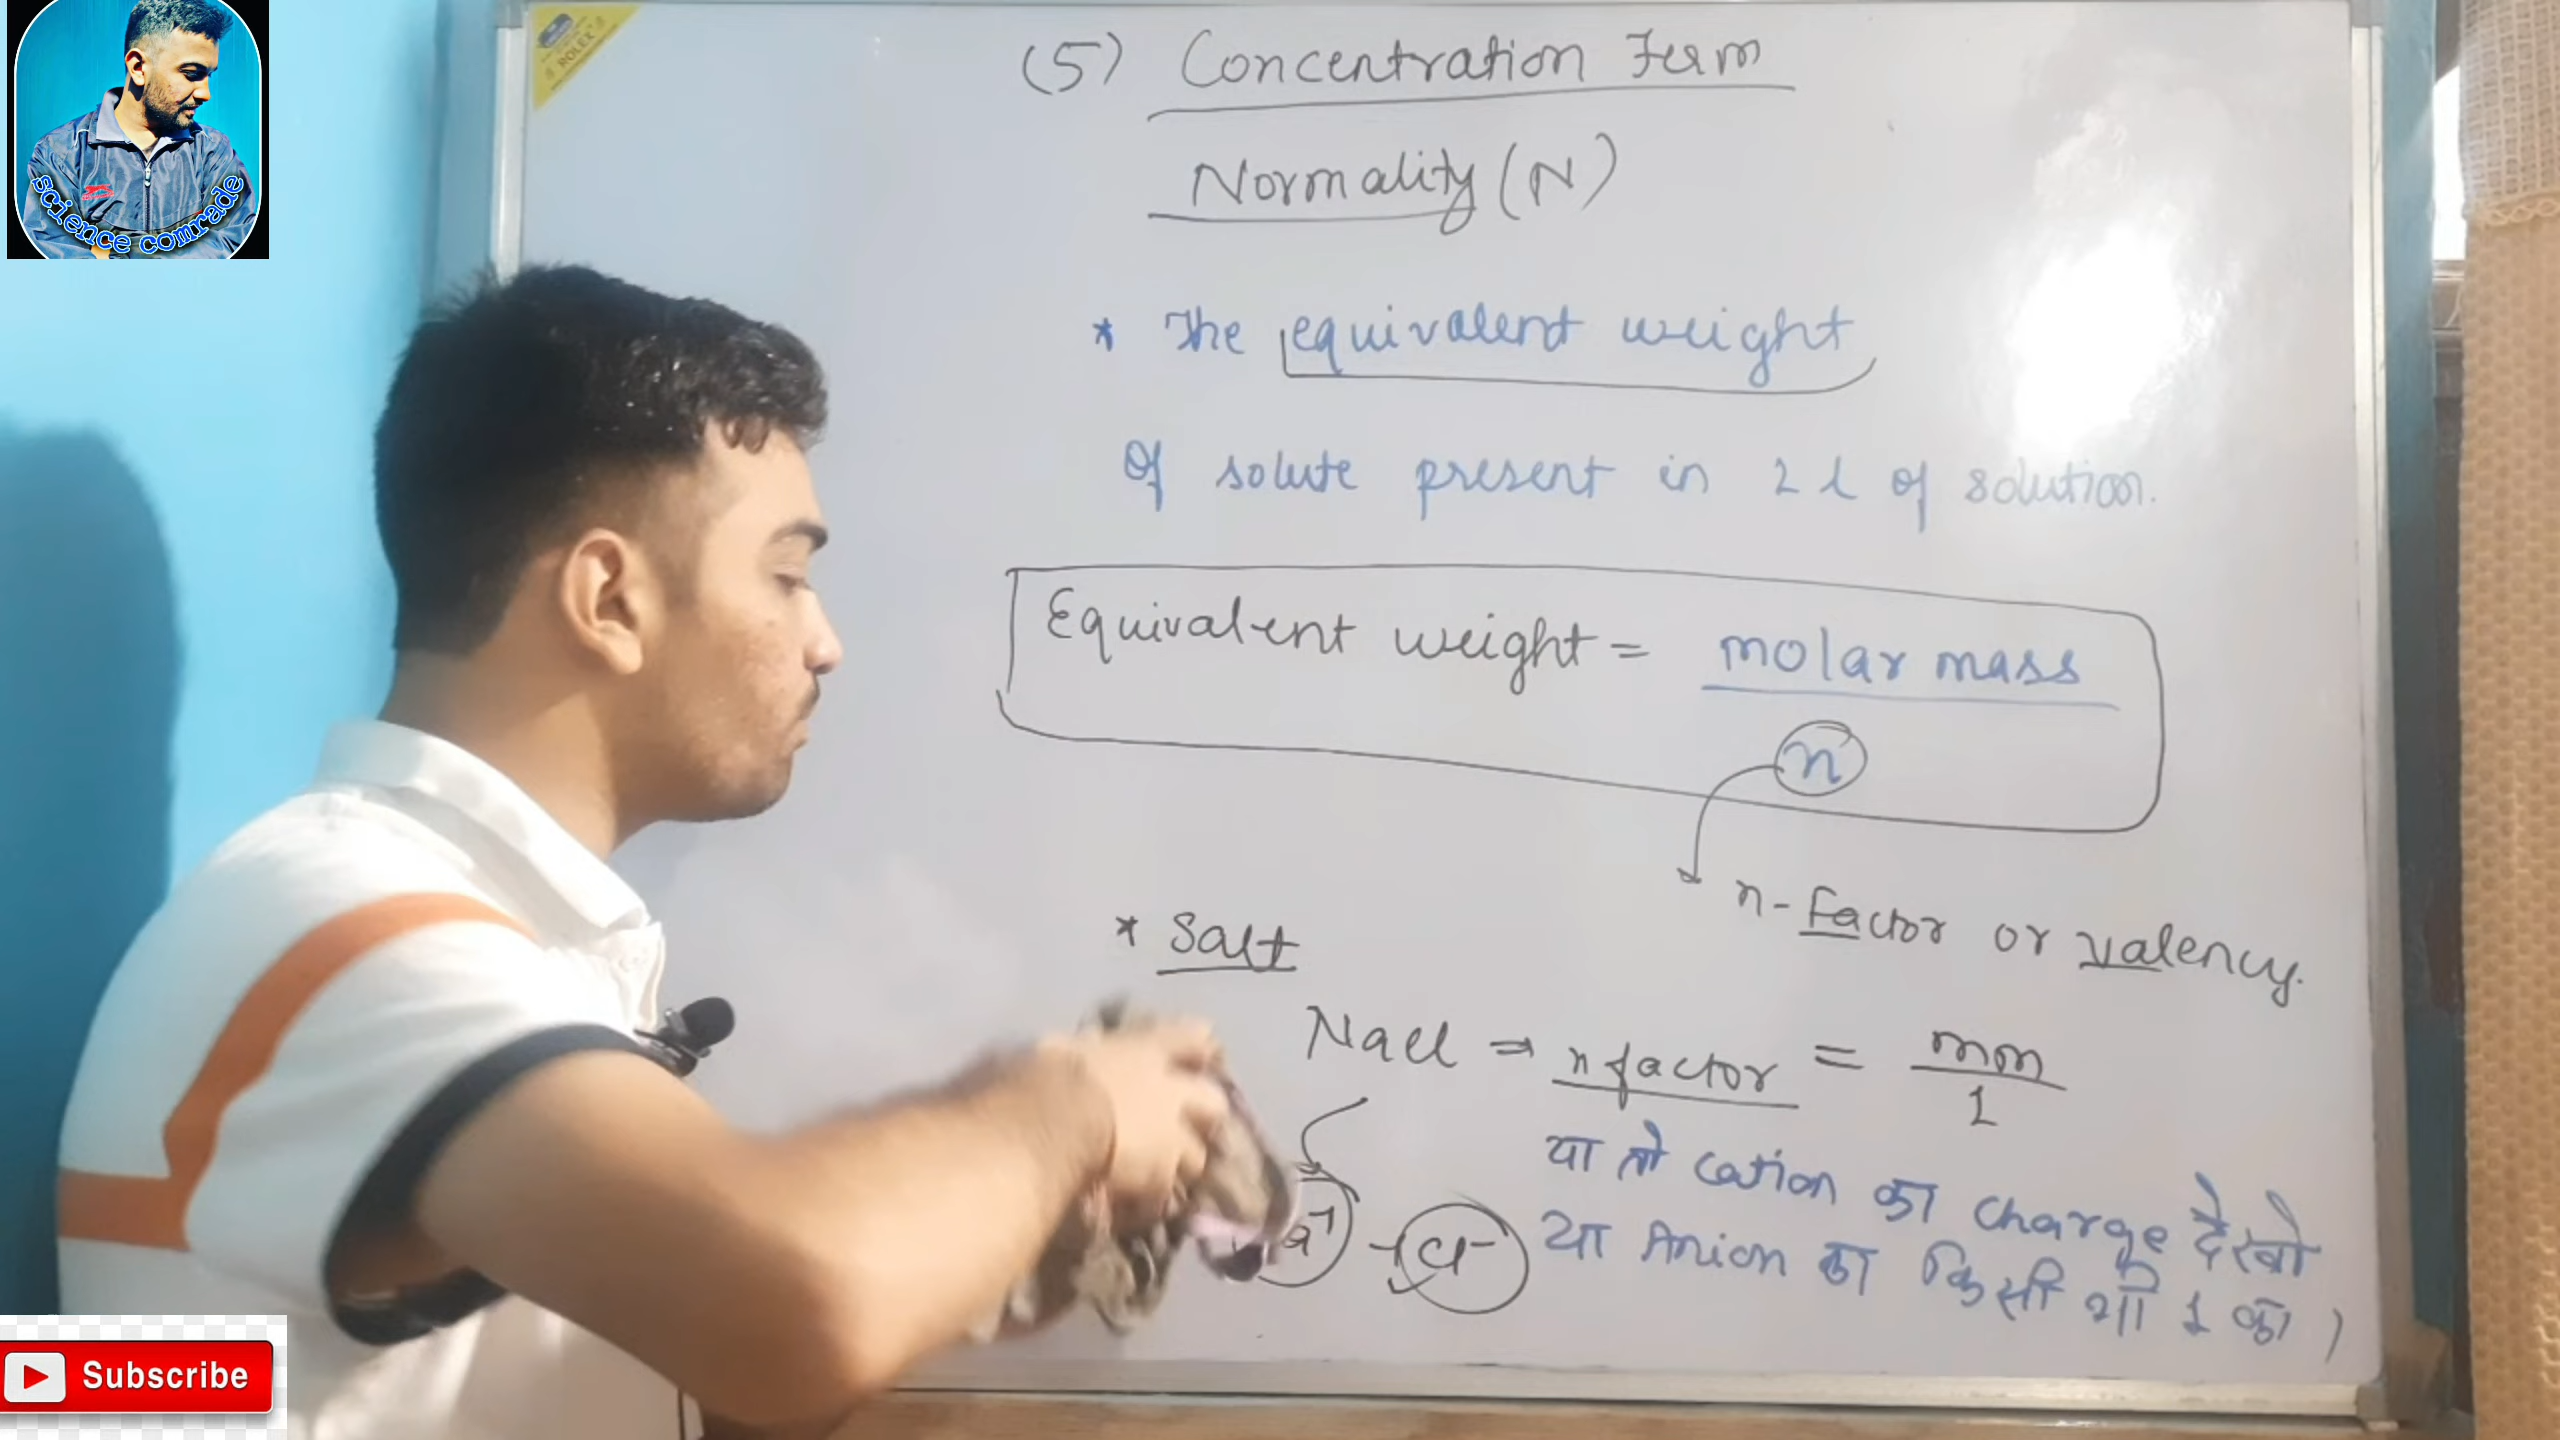 Science comrade
(5) Concentration Term
Normality (N)
* The equivalent weight
of solute present in 1 l of solution.
Equivalent weight = molar mass
n
n-factor or valency.
* Salt
NaCl ⇒ n factor = mm
1
या तो cation का charge देखो
Cl⁻ या Anion का किसी भी 1 का
Subscribe